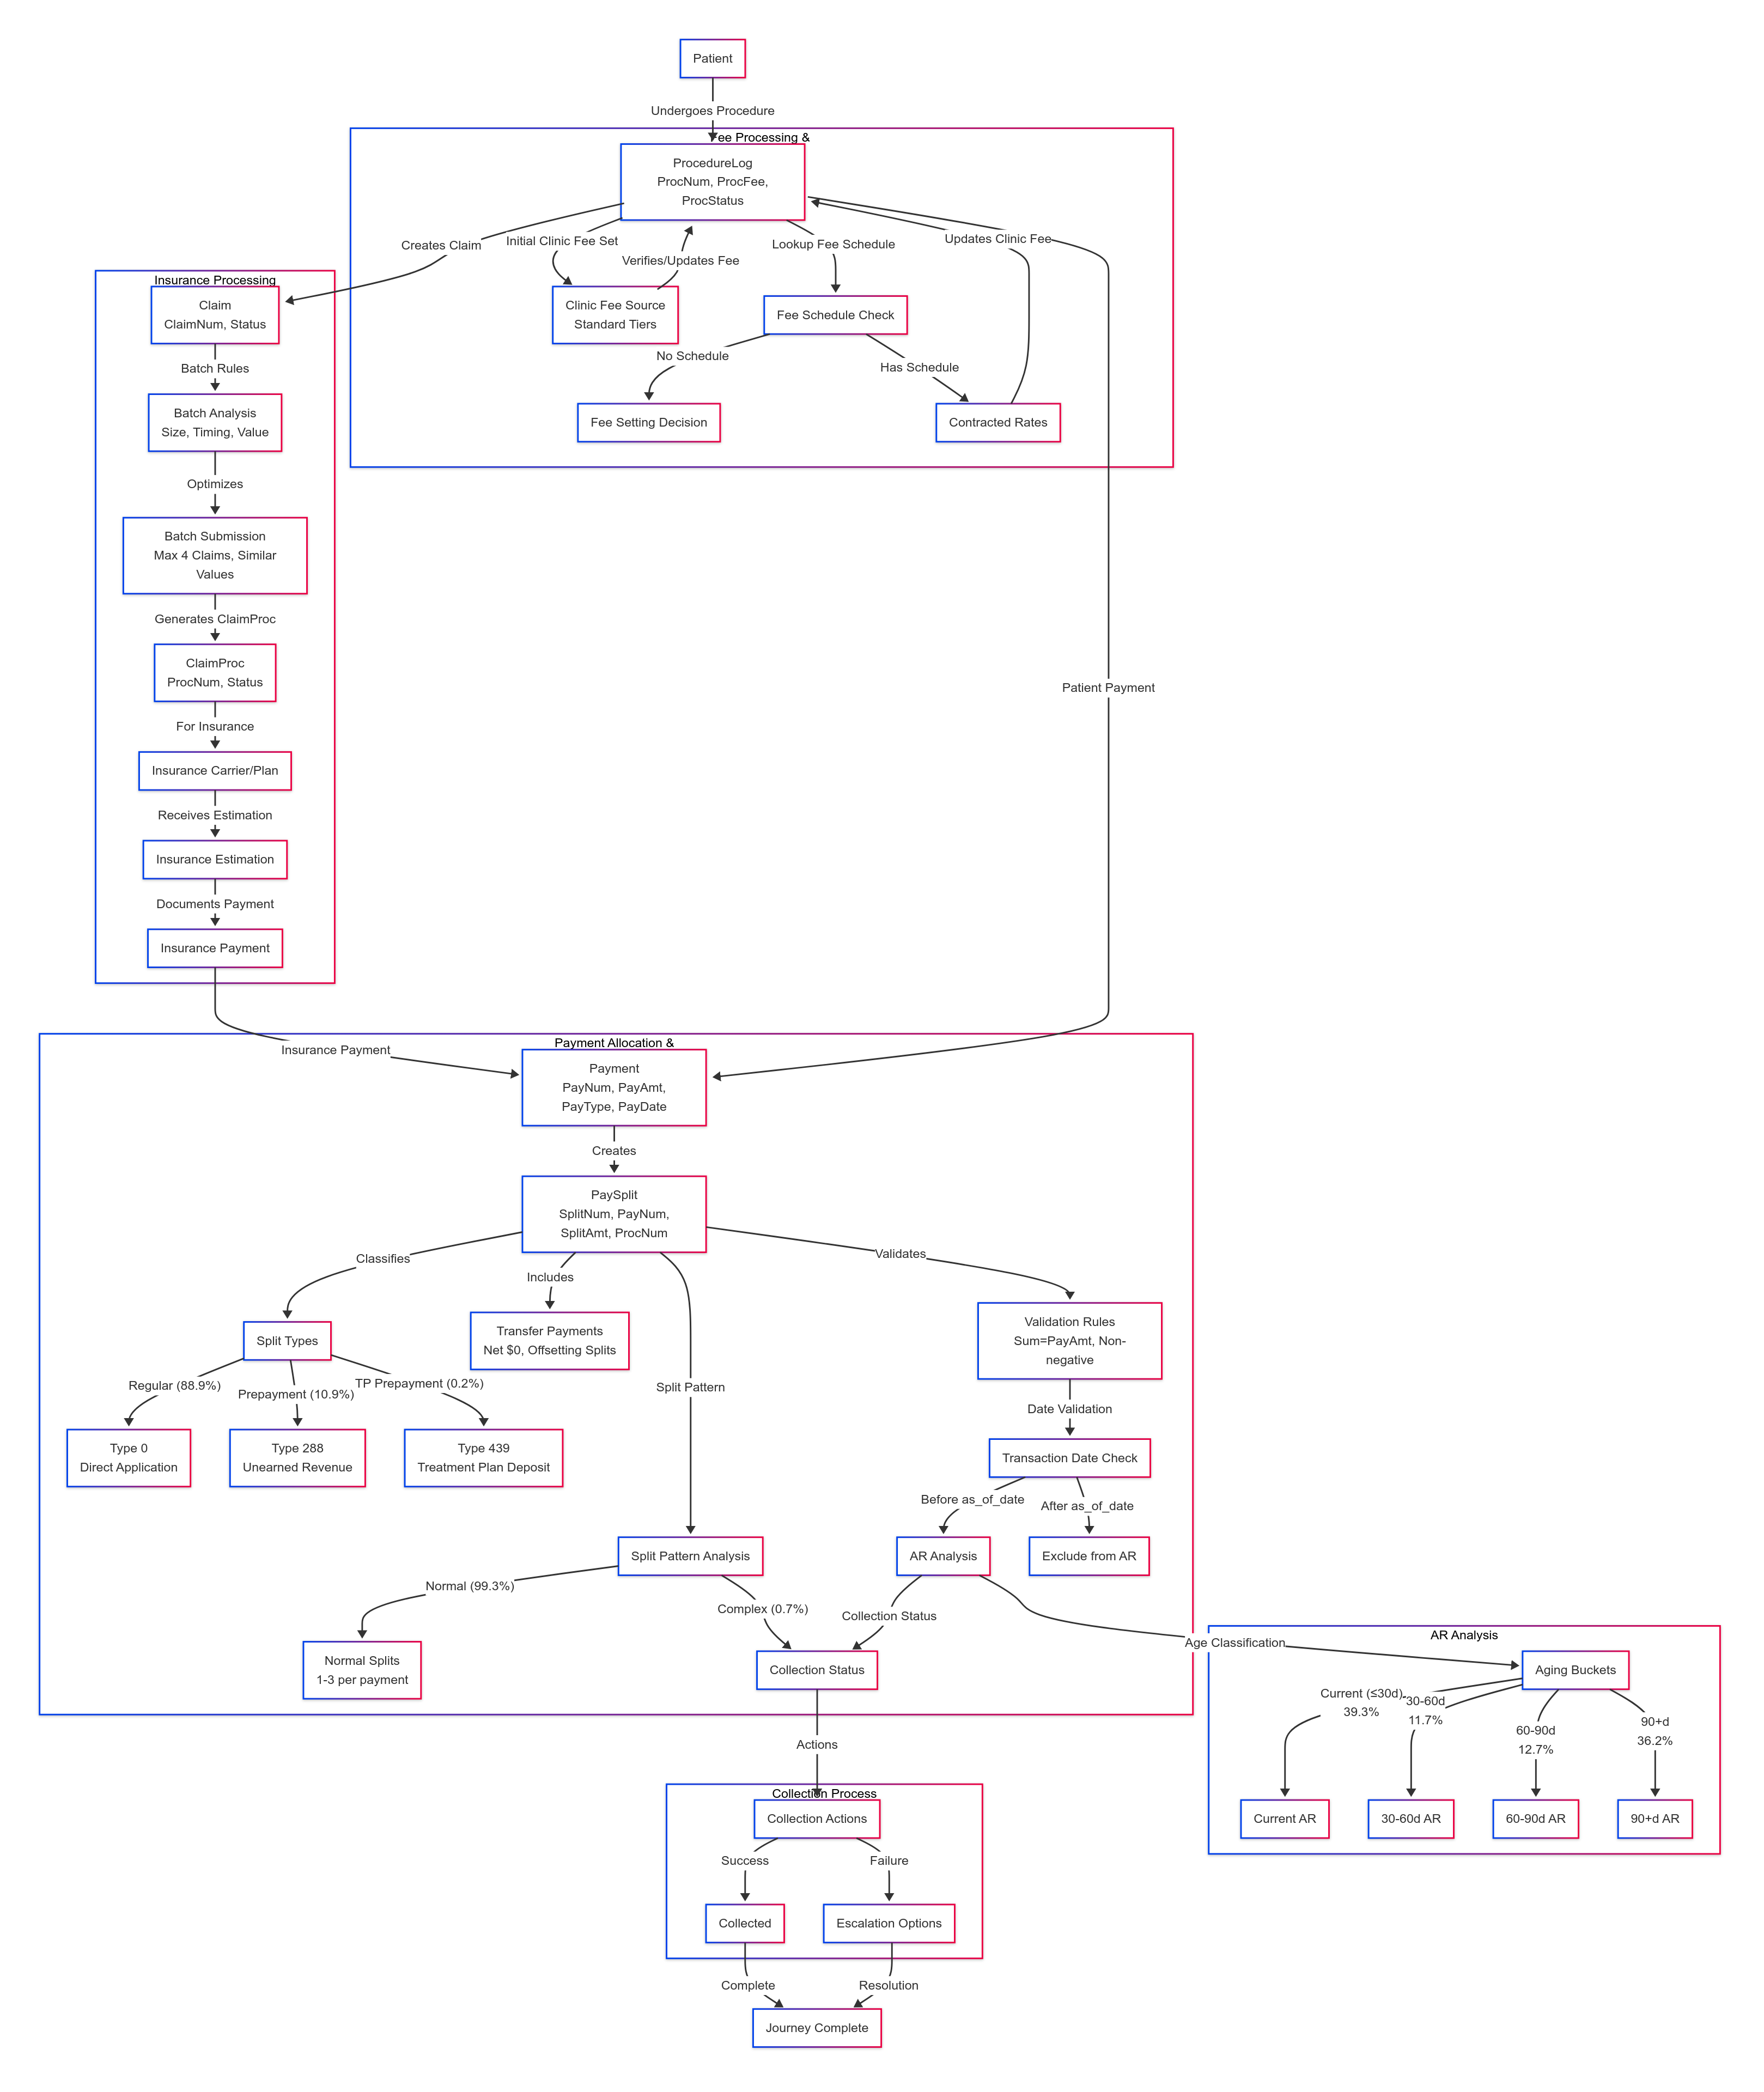 Patient
Undergoes Procedure
Fee Processing &
ProcedureLog
ProcNum, ProcFee,
ProcStatus
Creates Claim
Initial Clinic Fee Set
Verifies/Updates Fee
Lookup Fee Schedule
Updates Clinic Fee
Clinic Fee Source
Standard Tiers
Fee Schedule Check
No Schedule
Has Schedule
Fee Setting Decision
Contracted Rates
Insurance Processing
Claim
ClaimNum, Status
Batch Rules
Batch Analysis
Size, Timing, Value
Optimizes
Batch Submission
Max 4 Claims, Similar
Values
Generates ClaimProc
ClaimProc
ProcNum, Status
For Insurance
Insurance Carrier/Plan
Receives Estimation
Insurance Estimation
Documents Payment
Insurance Payment
Patient Payment
Insurance Payment
Payment Allocation &
Payment
PayNum, PayAmt,
PayType, PayDate
Creates
PaySplit
SplitNum, PayNum,
SplitAmt, ProcNum
Classifies
Includes
Split Pattern
Validates
Split Types
Transfer Payments
Net $0, Offsetting Splits
Validation Rules
Sum=PayAmt, Non-
negative
Regular (88.9%)
Prepayment (10.9%)
TP Prepayment (0.2%)
Date Validation
Type 0
Direct Application
Type 288
Unearned Revenue
Type 439
Treatment Plan Deposit
Transaction Date Check
Before as_of_date
After as_of_date
Split Pattern Analysis
AR Analysis
Exclude from AR
Normal (99.3%)
Complex (0.7%)
Collection Status
Age Classification
Normal Splits
1-3 per payment
Collection Status
AR Analysis
Aging Buckets
Current (≤30d)
39.3%
30-60d
11.7%
60-90d
12.7%
90+d
36.2%
Current AR
30-60d AR
60-90d AR
90+d AR
Actions
Collection Process
Collection Actions
Success
Failure
Collected
Escalation Options
Complete
Resolution
Journey Complete